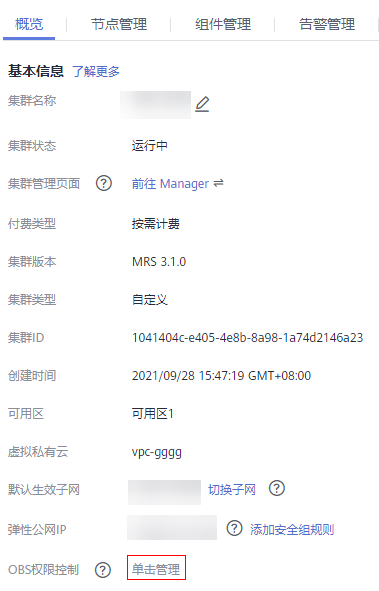 概览 节点管理 组件管理 告警管理
基本信息 了解更多
集群名称
集群状态 运行中
集群管理页面 前往 Manager
付费类型 按需计费
集群版本 MRS 3.1.0
集群类型 自定义
集群ID 1041404c-e405-4e8b-8a98-1a74d2146a23
创建时间 2021/09/28 15:47:19 GMT+08:00
可用区 可用区1
虚拟私有云 vpc-gggg
默认生效子网 切换子网
弹性公网IP 添加安全组规则
OBS权限控制 单击管理